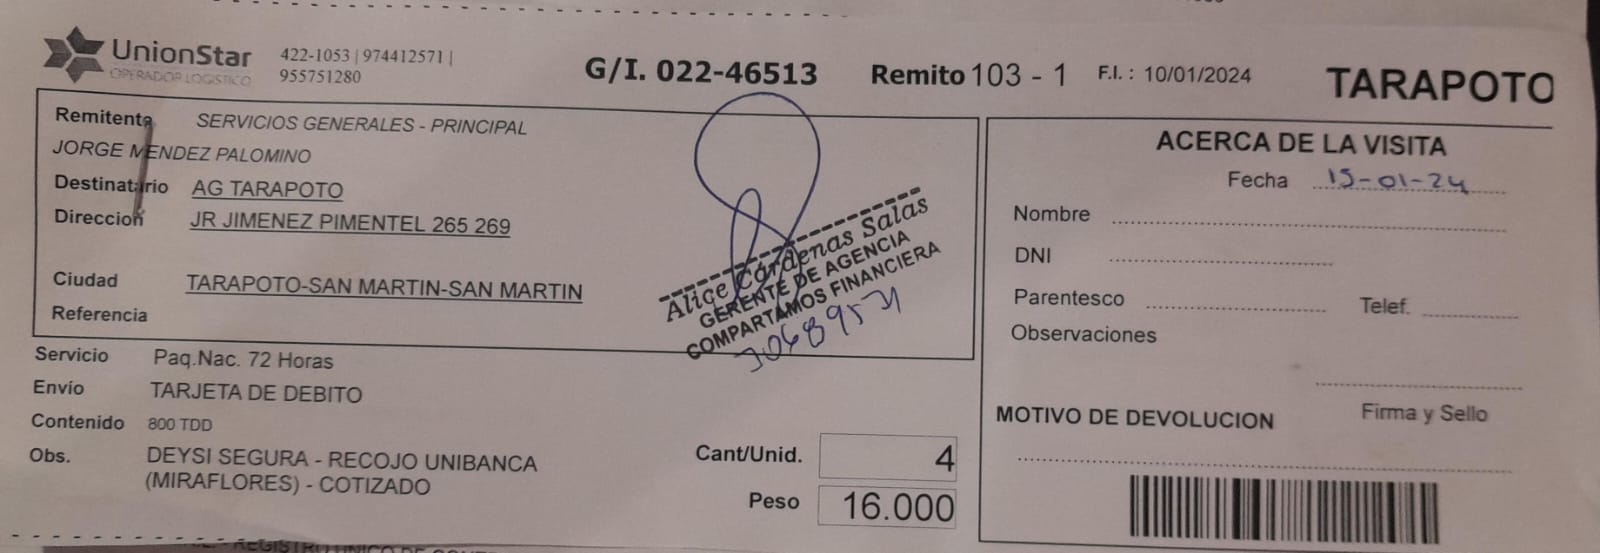 UnionStar
OPERADOR LOGISTICO
422-1053 | 974412571 |
955751280
G/I. 022-46513
Remito 103 - 1
F.I. : 10/01/2024
TARAPOTO
Remitente SERVICIOS GENERALES - PRINCIPAL
JORGE MENDEZ PALOMINO
Destinatario AG TARAPOTO
Direccion JR JIMENEZ PIMENTEL 265 269
Ciudad TARAPOTO-SAN MARTIN-SAN MARTIN
Referencia
Alice Cárdenas Salas
GERENTE DE AGENCIA
COMPARTAMOS FINANCIERA
Servicio Paq.Nac. 72 Horas
Envío TARJETA DE DEBITO
Contenido 800 TDD
Obs. DEYSI SEGURA - RECOJO UNIBANCA
(MIRAFLORES) - COTIZADO
Cant/Unid. 4
Peso 16.000
ACERCA DE LA VISITA
Fecha 15-01-24
Nombre
DNI
Parentesco
Telef.
Observaciones
Firma y Sello
MOTIVO DE DEVOLUCION